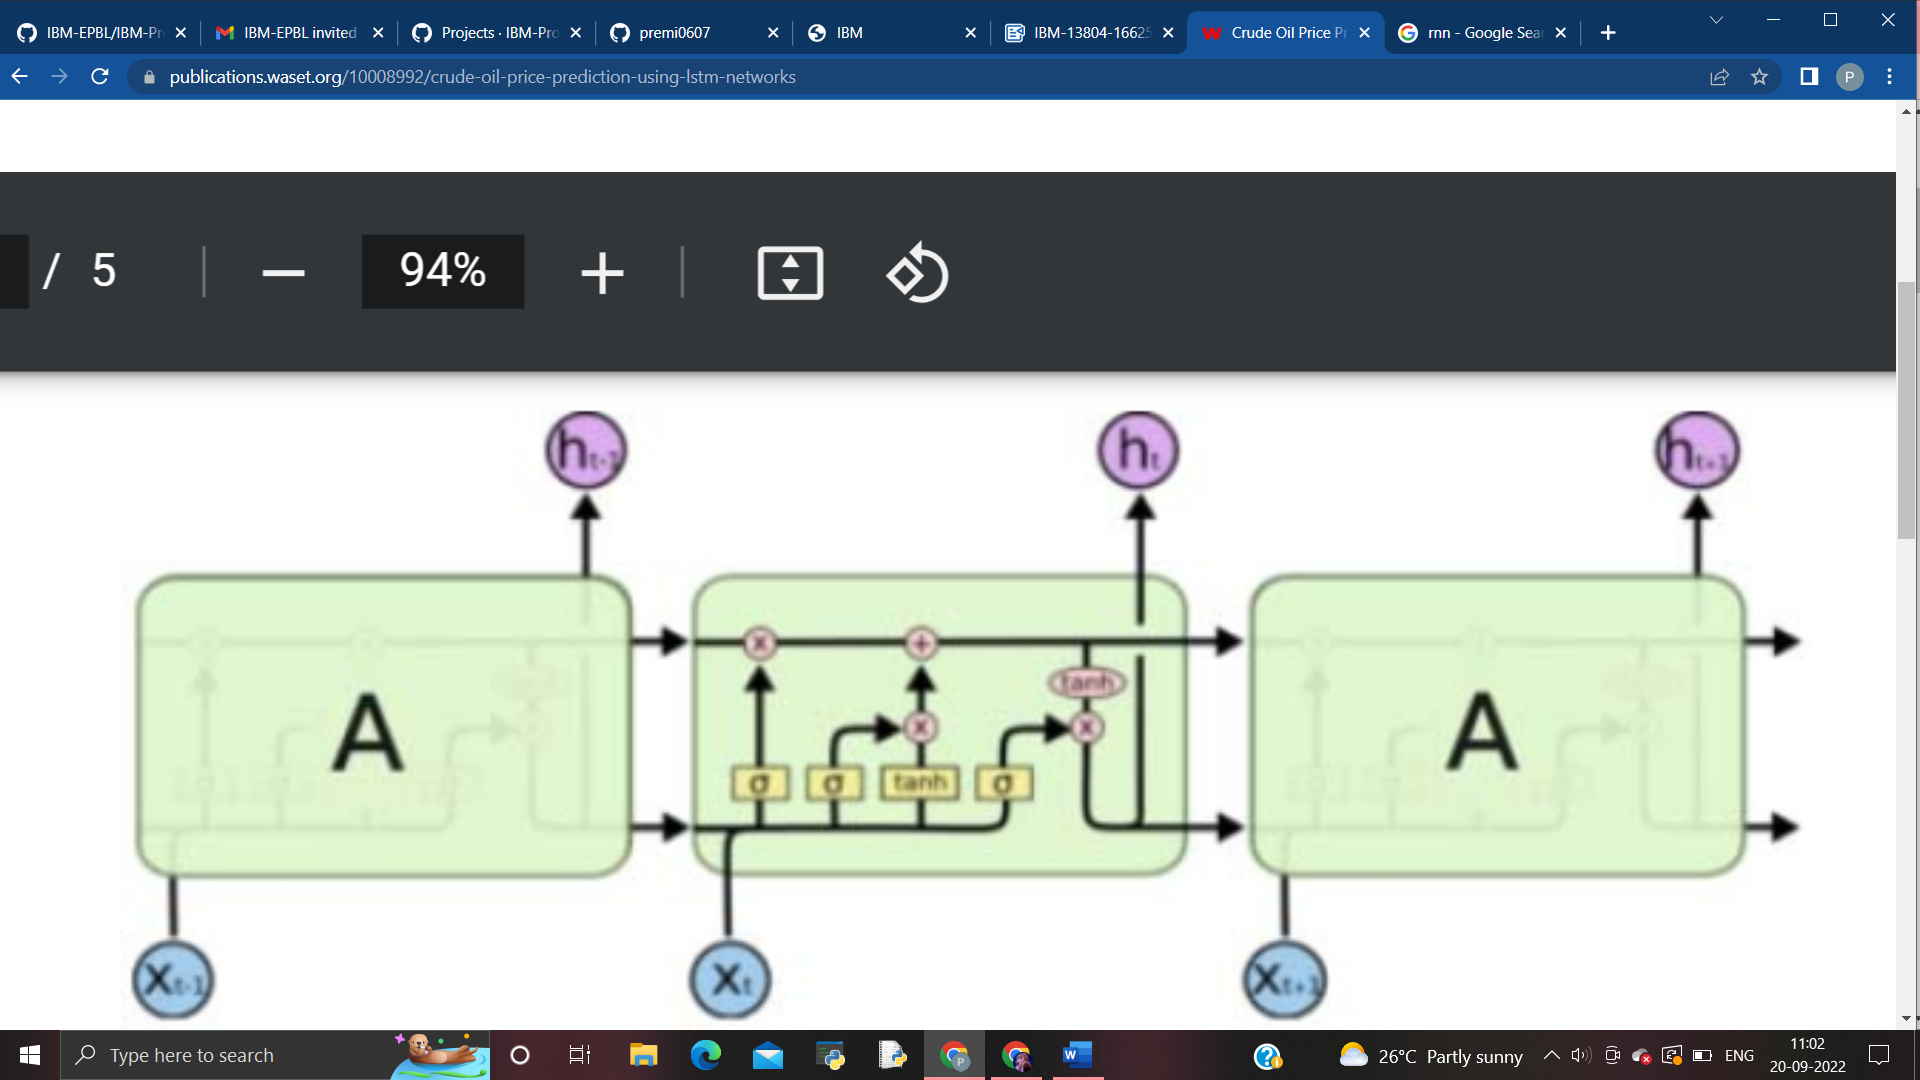 IBM-EPBL/IBM-Pr
IBM-EPBL invited
Projects · IBM-Pro
premi0607
IBM
IBM-13804-16625
Crude Oil Price Pr
rnn - Google Sear
publications.waset.org/10008992/crude-oil-price-prediction-using-lstm-networks
P
/ 5
94%
ht-1
ht
ht+1
x
+
tanh
A
x
x
A
σ
σ
tanh
σ
Xt-1
Xt
Xt+1
Type here to search
26°C Partly sunny
ENG
11:02
20-09-2022